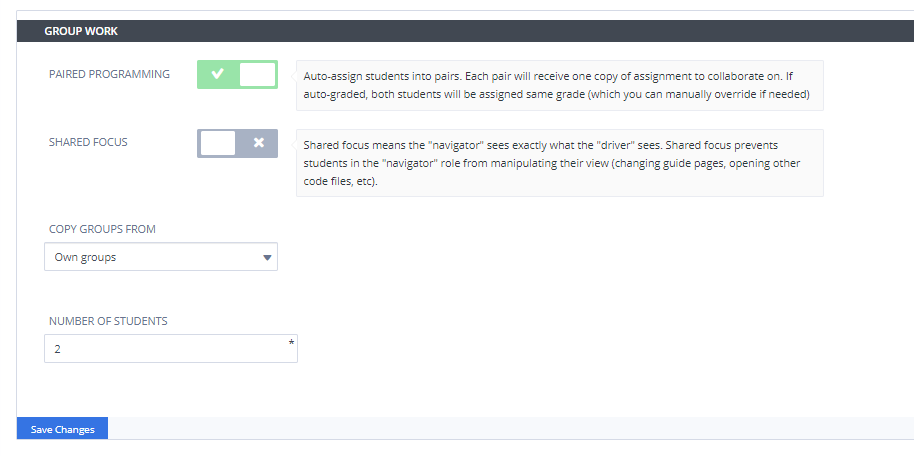 GROUP WORK
PAIRED PROGRAMMING
Auto-assign students into pairs. Each pair will receive one copy of assignment to collaborate on. If
auto-graded, both students will be assigned same grade (which you can manually override if needed)
SHARED FOCUS
Shared focus means the "navigator" sees exactly what the "driver" sees. Shared focus prevents
students in the "navigator" role from manipulating their view (changing guide pages, opening other
code files, etc).
COPY GROUPS FROM
Own groups
NUMBER OF STUDENTS
2 *
Save Changes